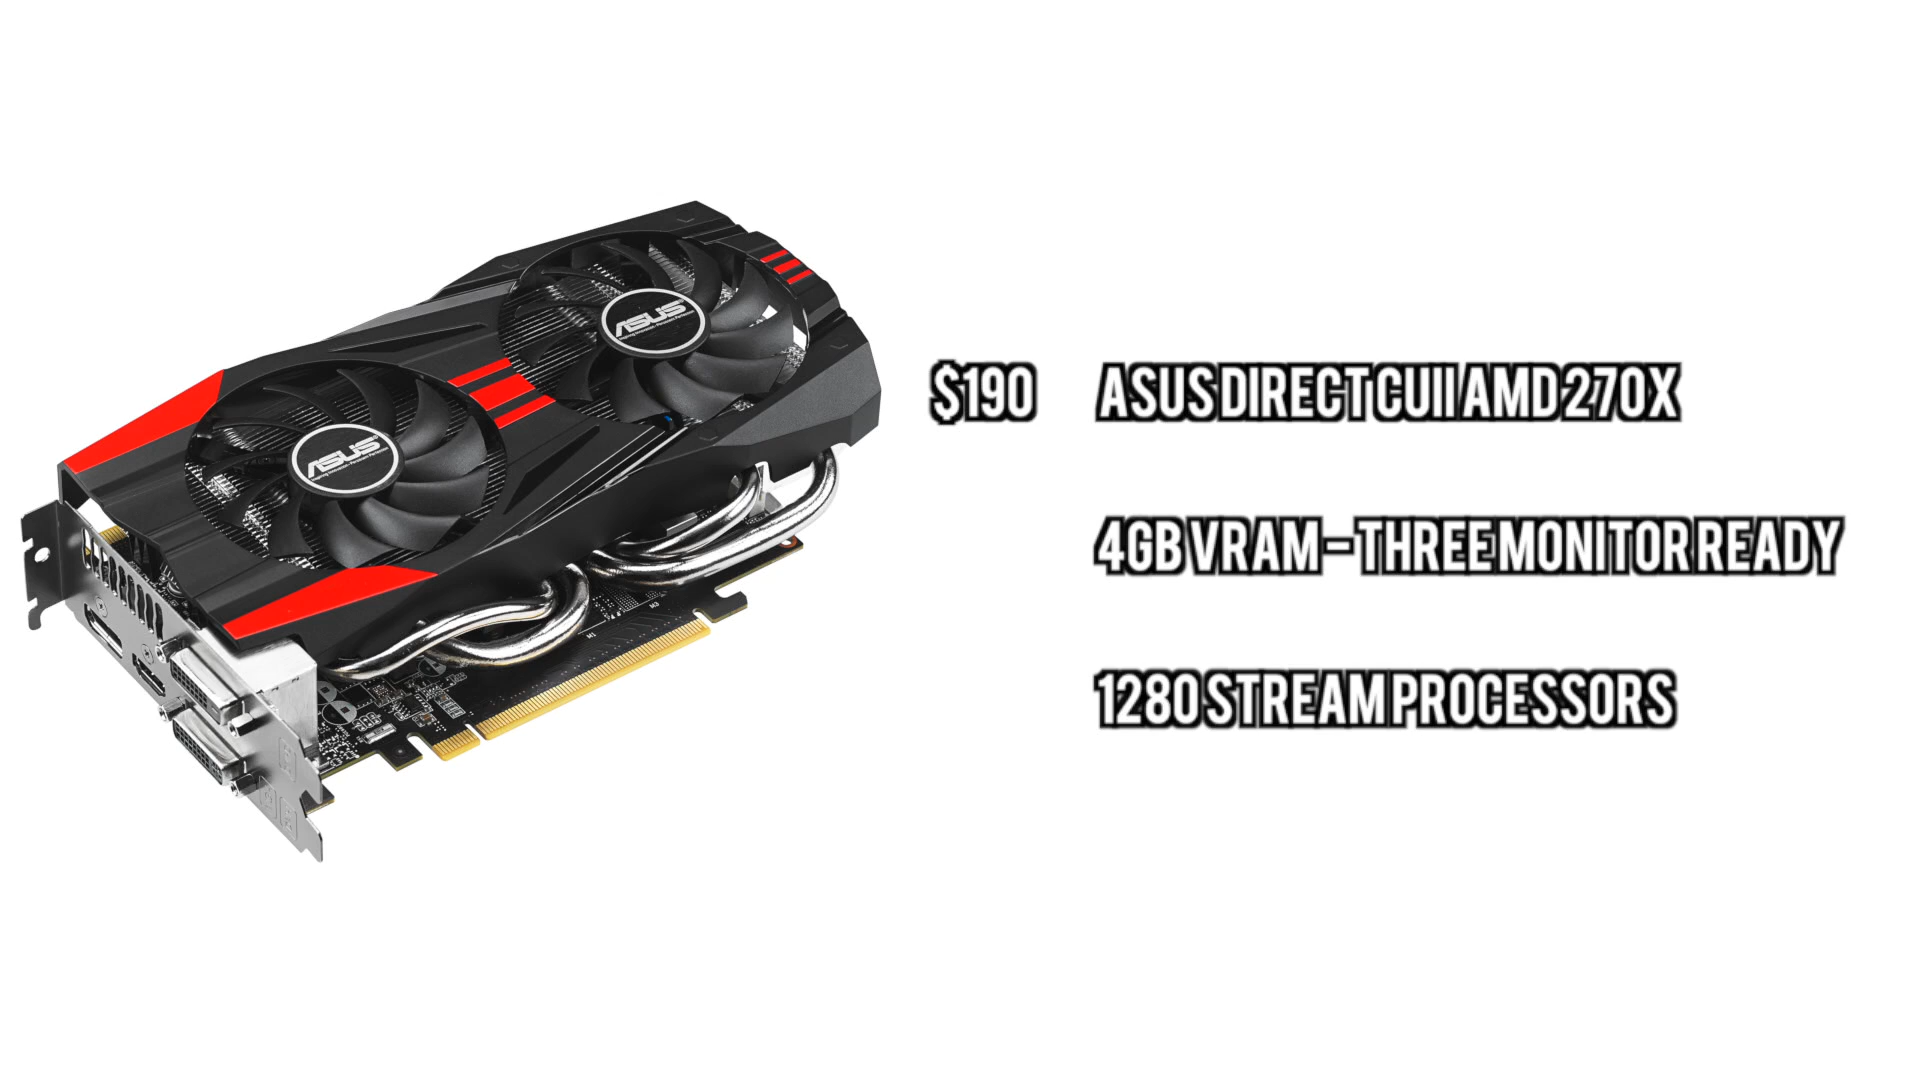 ASUS
ASUS
$190 ASUS DIRECTCUII AMD 270X
4GB VRAM - THREE MONITOR READY
1280 STREAM PROCESSORS